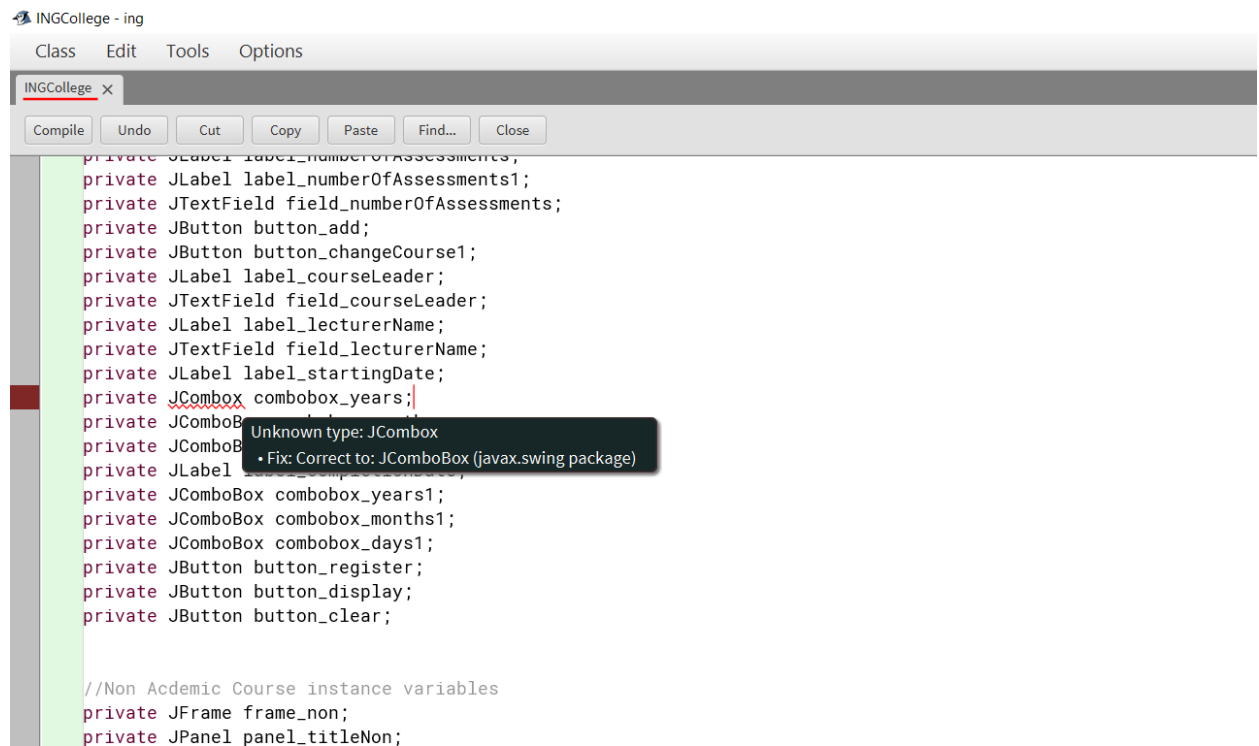 INGCollege - ing
Class Edit Tools Options
INGCollege ×
Compile Undo Cut Copy Paste Find... Close
private JLabel label_numberOfAssessments;
private JLabel label_numberOfAssessments1;
private JTextField field_numberOfAssessments;
private JButton button_add;
private JButton button_changeCourse1;
private JLabel label_courseLeader;
private JTextField field_courseLeader;
private JLabel label_lecturerName;
private JTextField field_lecturerName;
private JLabel label_startingDate;
private JCombox combobox_years;
private JComboB
Unknown type: JCombox
private JComboB
• Fix: Correct to: JComboBox (javax.swing package)
private JLabel label_completionDate;
private JComboBox combobox_years1;
private JComboBox combobox_months1;
private JComboBox combobox_days1;
private JButton button_register;
private JButton button_display;
private JButton button_clear;
//Non Acdemic Course instance variables
private JFrame frame_non;
private JPanel panel_titleNon;